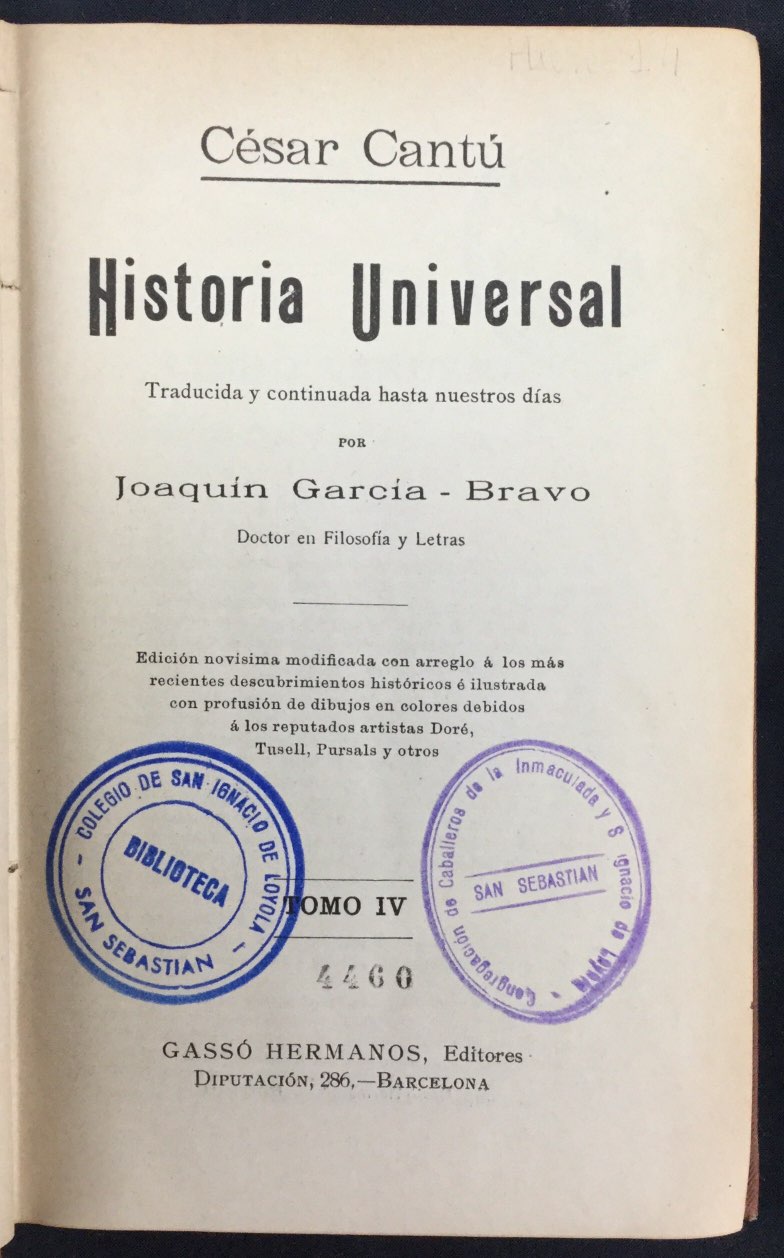 César Cantú
Historia Universal
Traducida y continuada hasta nuestros días
POR
Joaquín García - Bravo
Doctor en Filosofía y Letras
Edición novísima modificada con arreglo á los más
recientes descubrimientos históricos é ilustrada
con profusión de dibujos en colores debidos
á los reputados artistas Doré,
Tusell, Pursals y otros
COLEGIO DE SAN IGNACIO DE LOYOLA
BIBLIOTECA
SAN SEBASTIAN
Congregación de Caballeros de la Inmaculada y S Ignacio de Loyola
SAN SEBASTIAN
TOMO IV
4460
GASSÓ HERMANOS, Editores
DIPUTACIÓN, 286.—BARCELONA